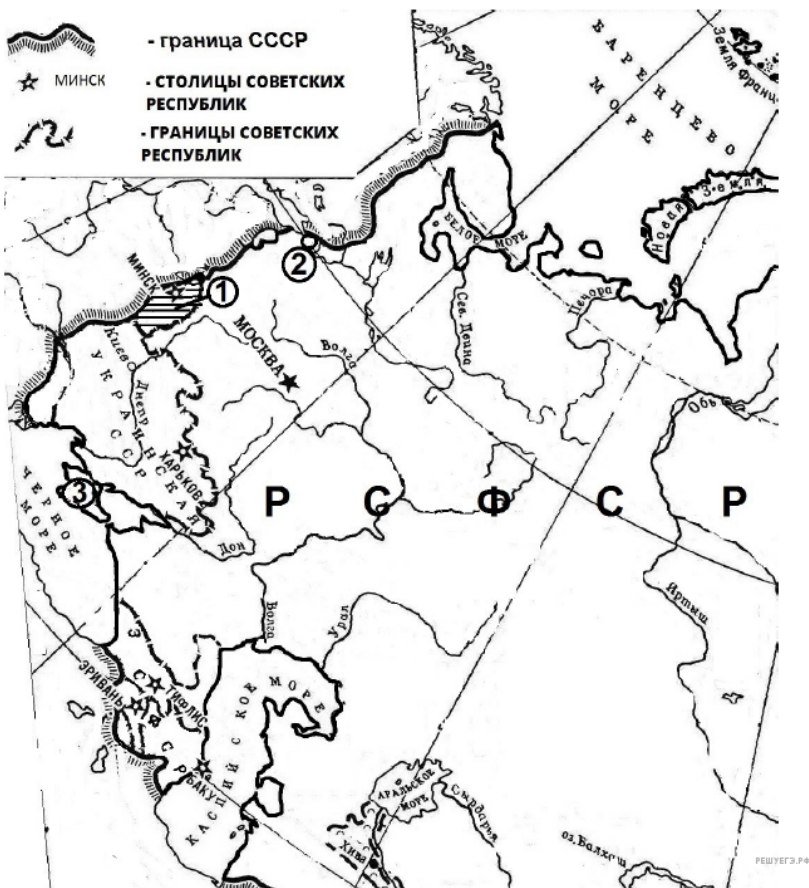 - граница СССР
МИНСК
- СТОЛИЦЫ СОВЕТСКИХ
РЕСПУБЛИК
- ГРАНИЦЫ СОВЕТСКИХ
РЕСПУБЛИК
БАРЕНЦЕВО
МОРЕ
Земля Франц
Новая
Земля
БЕЛОЕ МОРЕ
Печора
Сев. Двина
2
МИНСК
1
МОСКВА
Волга
Обь
Киев
Днепр
УКРАИНСКАЯ
ССР
ХАРЬКОВ
3
ЧЕРНОЕ
МОРЕ
Р С Ф С Р
Дон
Волга
Урал
Иртыш
З С Ф С Р
ЭРИВАНЬ
ТИФЛИС
БАКУ
КАСПИЙСКОЕ МОРЕ
АРАЛЬСКОЕ
МОРЕ
Сырдарья
Хива
оз. Балхаш
РЕШУЕГЭ.РФ